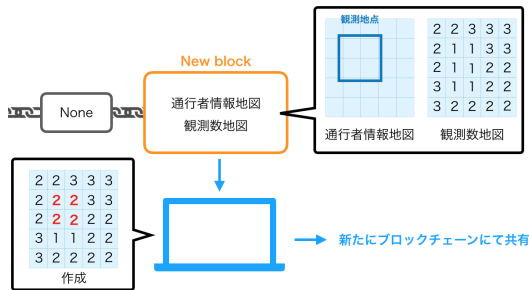 観測地点
New block
2 2 3 3 3
2 1 1 3 3
2 1 1 2 2
3 1 1 2 2
3 2 2 2 2
None
通行者情報地図
観測数地図
通行者情報地図
観測数地図
2 2 3 3 3
2 2 2 3 3
2 2 2 2 2
3 1 1 2 2
3 2 2 2 2
作成
新たにブロックチェーンにて共有